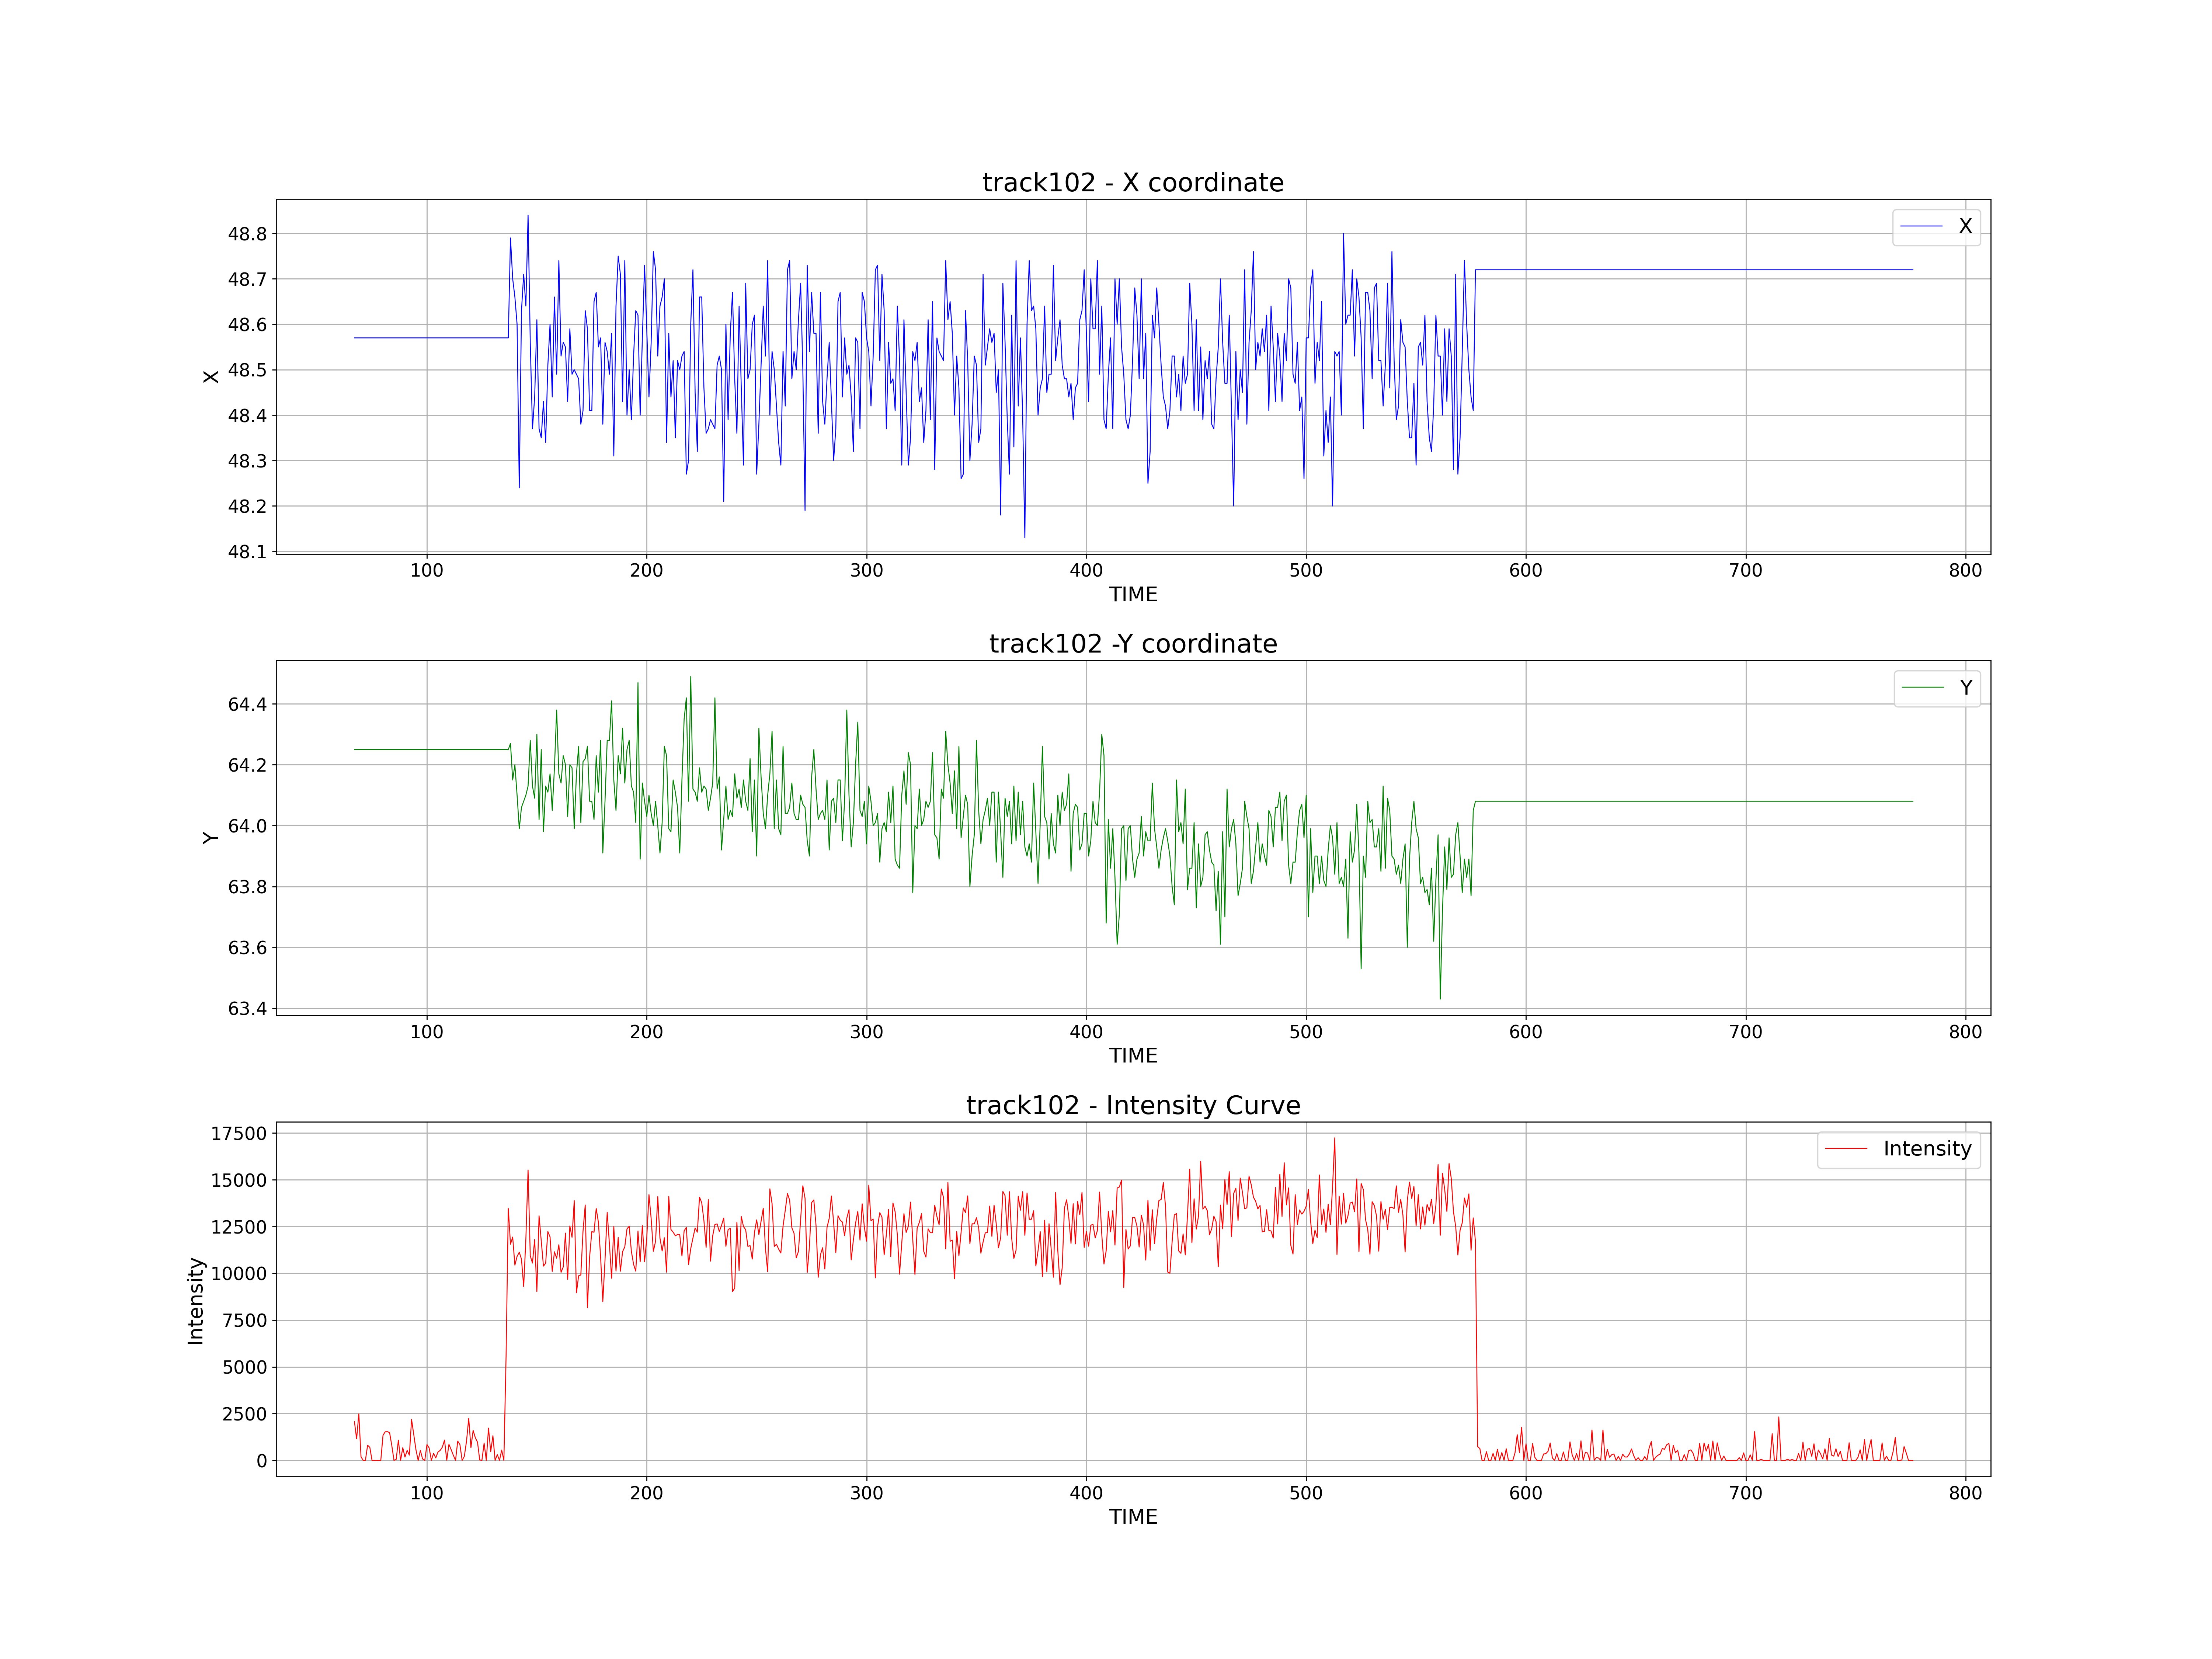 track102 - X coordinate
X
48.8
48.7
48.6
48.5
48.4
48.3
48.2
48.1
X
100 200 300 400 500 600 700 800
TIME
track102 -Y coordinate
Y
64.4
64.2
64.0
63.8
63.6
63.4
Y
100 200 300 400 500 600 700 800
TIME
track102 - Intensity Curve
Intensity
17500
15000
12500
10000
7500
5000
2500
0
Intensity
100 200 300 400 500 600 700 800
TIME